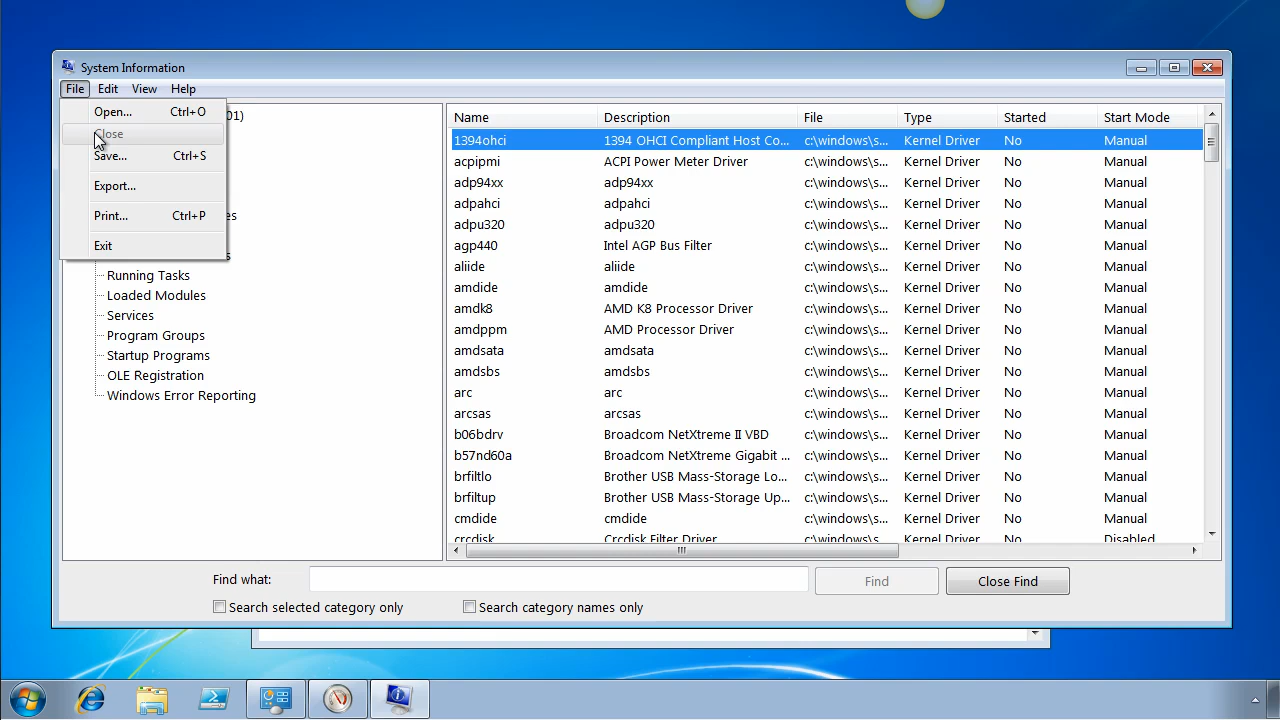 System Information
File Edit View Help
Open... Ctrl+O
Close
Save... Ctrl+S
Export...
Print... Ctrl+P
Exit
01)
es
s
Running Tasks
Loaded Modules
Services
Program Groups
Startup Programs
OLE Registration
Windows Error Reporting
Name Description File Type Started Start Mode
1394ohci 1394 OHCI Compliant Host Co... c:\windows\s... Kernel Driver No Manual
acpipmi ACPI Power Meter Driver c:\windows\s... Kernel Driver No Manual
adp94xx adp94xx c:\windows\s... Kernel Driver No Manual
adpahci adpahci c:\windows\s... Kernel Driver No Manual
adpu320 adpu320 c:\windows\s... Kernel Driver No Manual
agp440 Intel AGP Bus Filter c:\windows\s... Kernel Driver No Manual
aliide aliide c:\windows\s... Kernel Driver No Manual
amdide amdide c:\windows\s... Kernel Driver No Manual
amdk8 AMD K8 Processor Driver c:\windows\s... Kernel Driver No Manual
amdppm AMD Processor Driver c:\windows\s... Kernel Driver No Manual
amdsata amdsata c:\windows\s... Kernel Driver No Manual
amdsbs amdsbs c:\windows\s... Kernel Driver No Manual
arc arc c:\windows\s... Kernel Driver No Manual
arcsas arcsas c:\windows\s... Kernel Driver No Manual
b06bdrv Broadcom NetXtreme II VBD c:\windows\s... Kernel Driver No Manual
b57nd60a Broadcom NetXtreme Gigabit ... c:\windows\s... Kernel Driver No Manual
brfiltlo Brother USB Mass-Storage Lo... c:\windows\s... Kernel Driver No Manual
brfiltup Brother USB Mass-Storage Up... c:\windows\s... Kernel Driver No Manual
cmdide cmdide c:\windows\s... Kernel Driver No Manual
crcdisk Crcdisk Filter Driver c:\windows\s... Kernel Driver No Disabled
Find what: Find Close Find
Search selected category only Search category names only